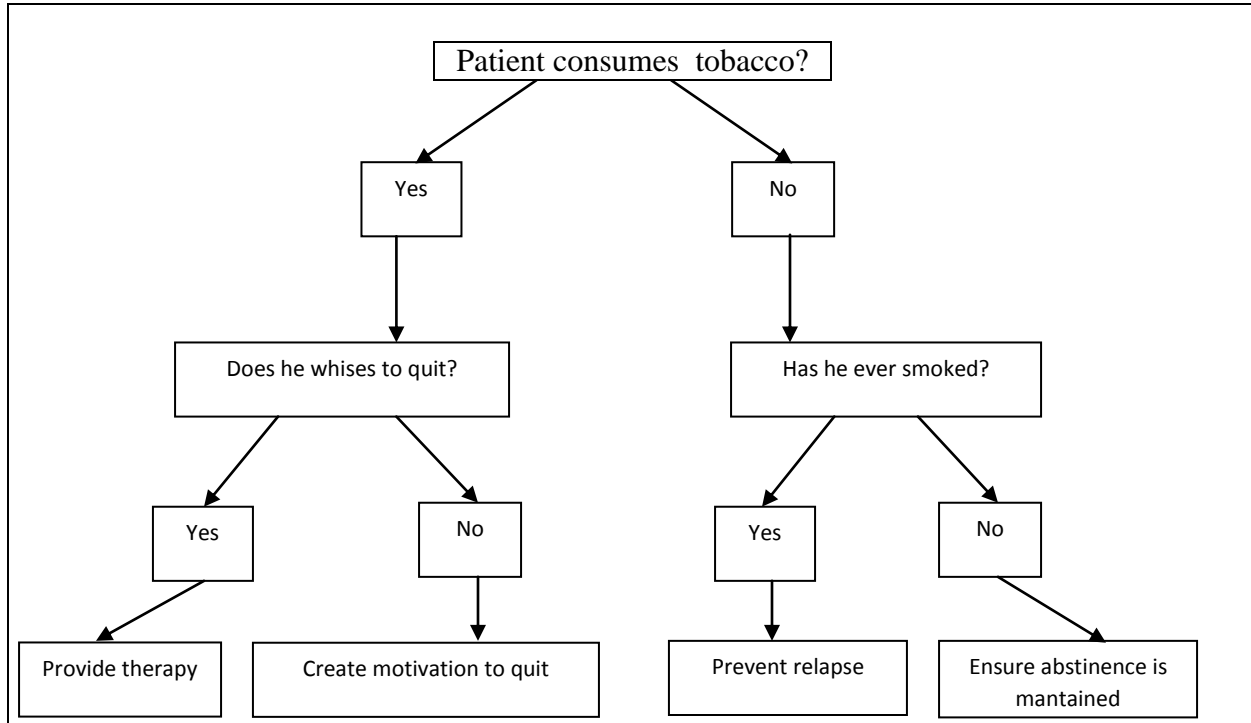 Patient consumes tobacco?
Yes
No
Does he whises to quit?
Has he ever smoked?
Yes
No
Yes
No
Provide therapy
Create motivation to quit
Prevent relapse
Ensure abstinence is
mantained